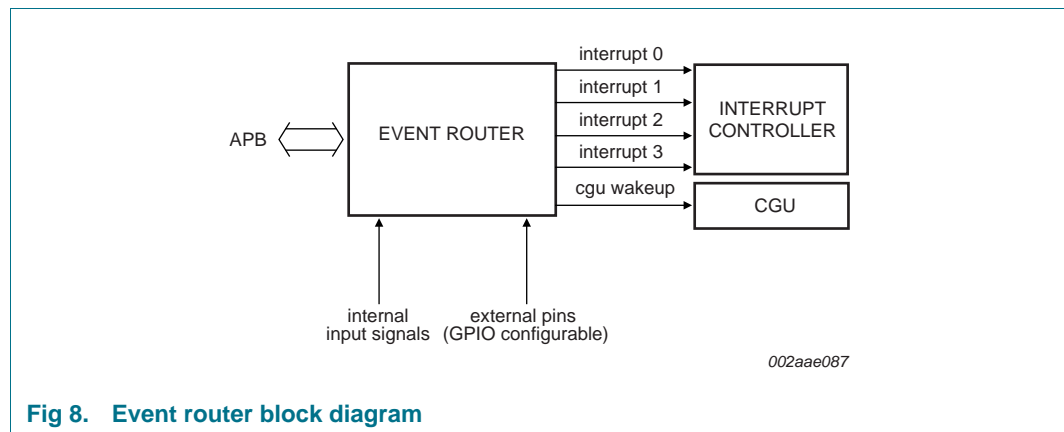 interrupt 0
interrupt 1
interrupt 2
interrupt 3
cgu wakeup
APB
EVENT ROUTER
INTERRUPT
CONTROLLER
CGU
internal
input signals
external pins
(GPIO configurable)
002aae087
Fig 8. Event router block diagram